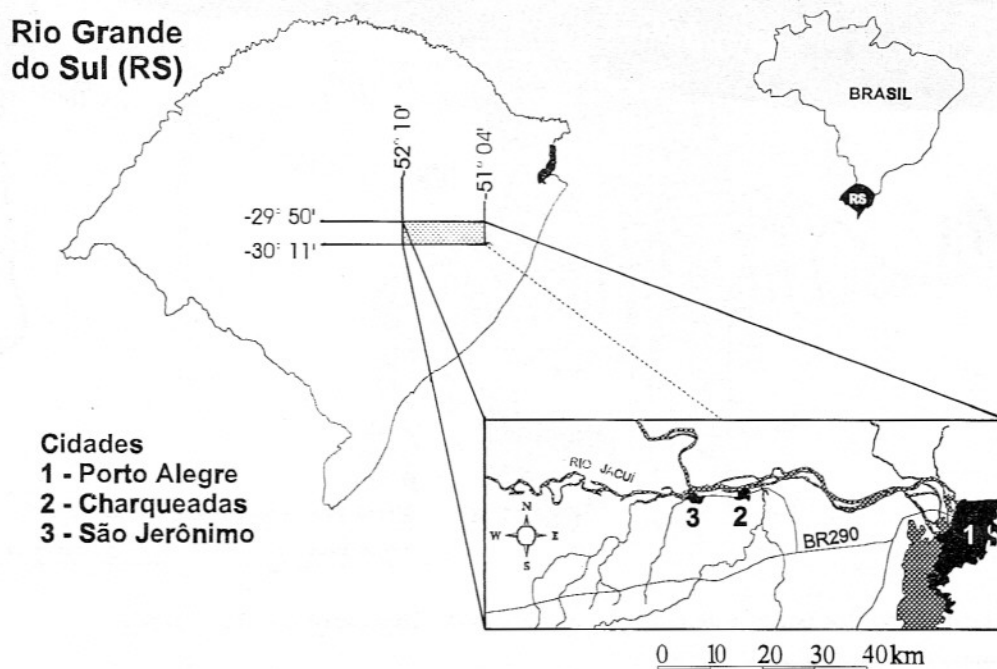 Rio Grande
do Sul (RS)
BRASIL
RS
-52° 10'
-51° 04'
-29° 50'
-30° 11'
Cidades
1 - Porto Alegre
2 - Charqueadas
3 - São Jerônimo
RIO JACUÍ
N
W
E
S
3
2
1
BR290
0 10 20 30 40km